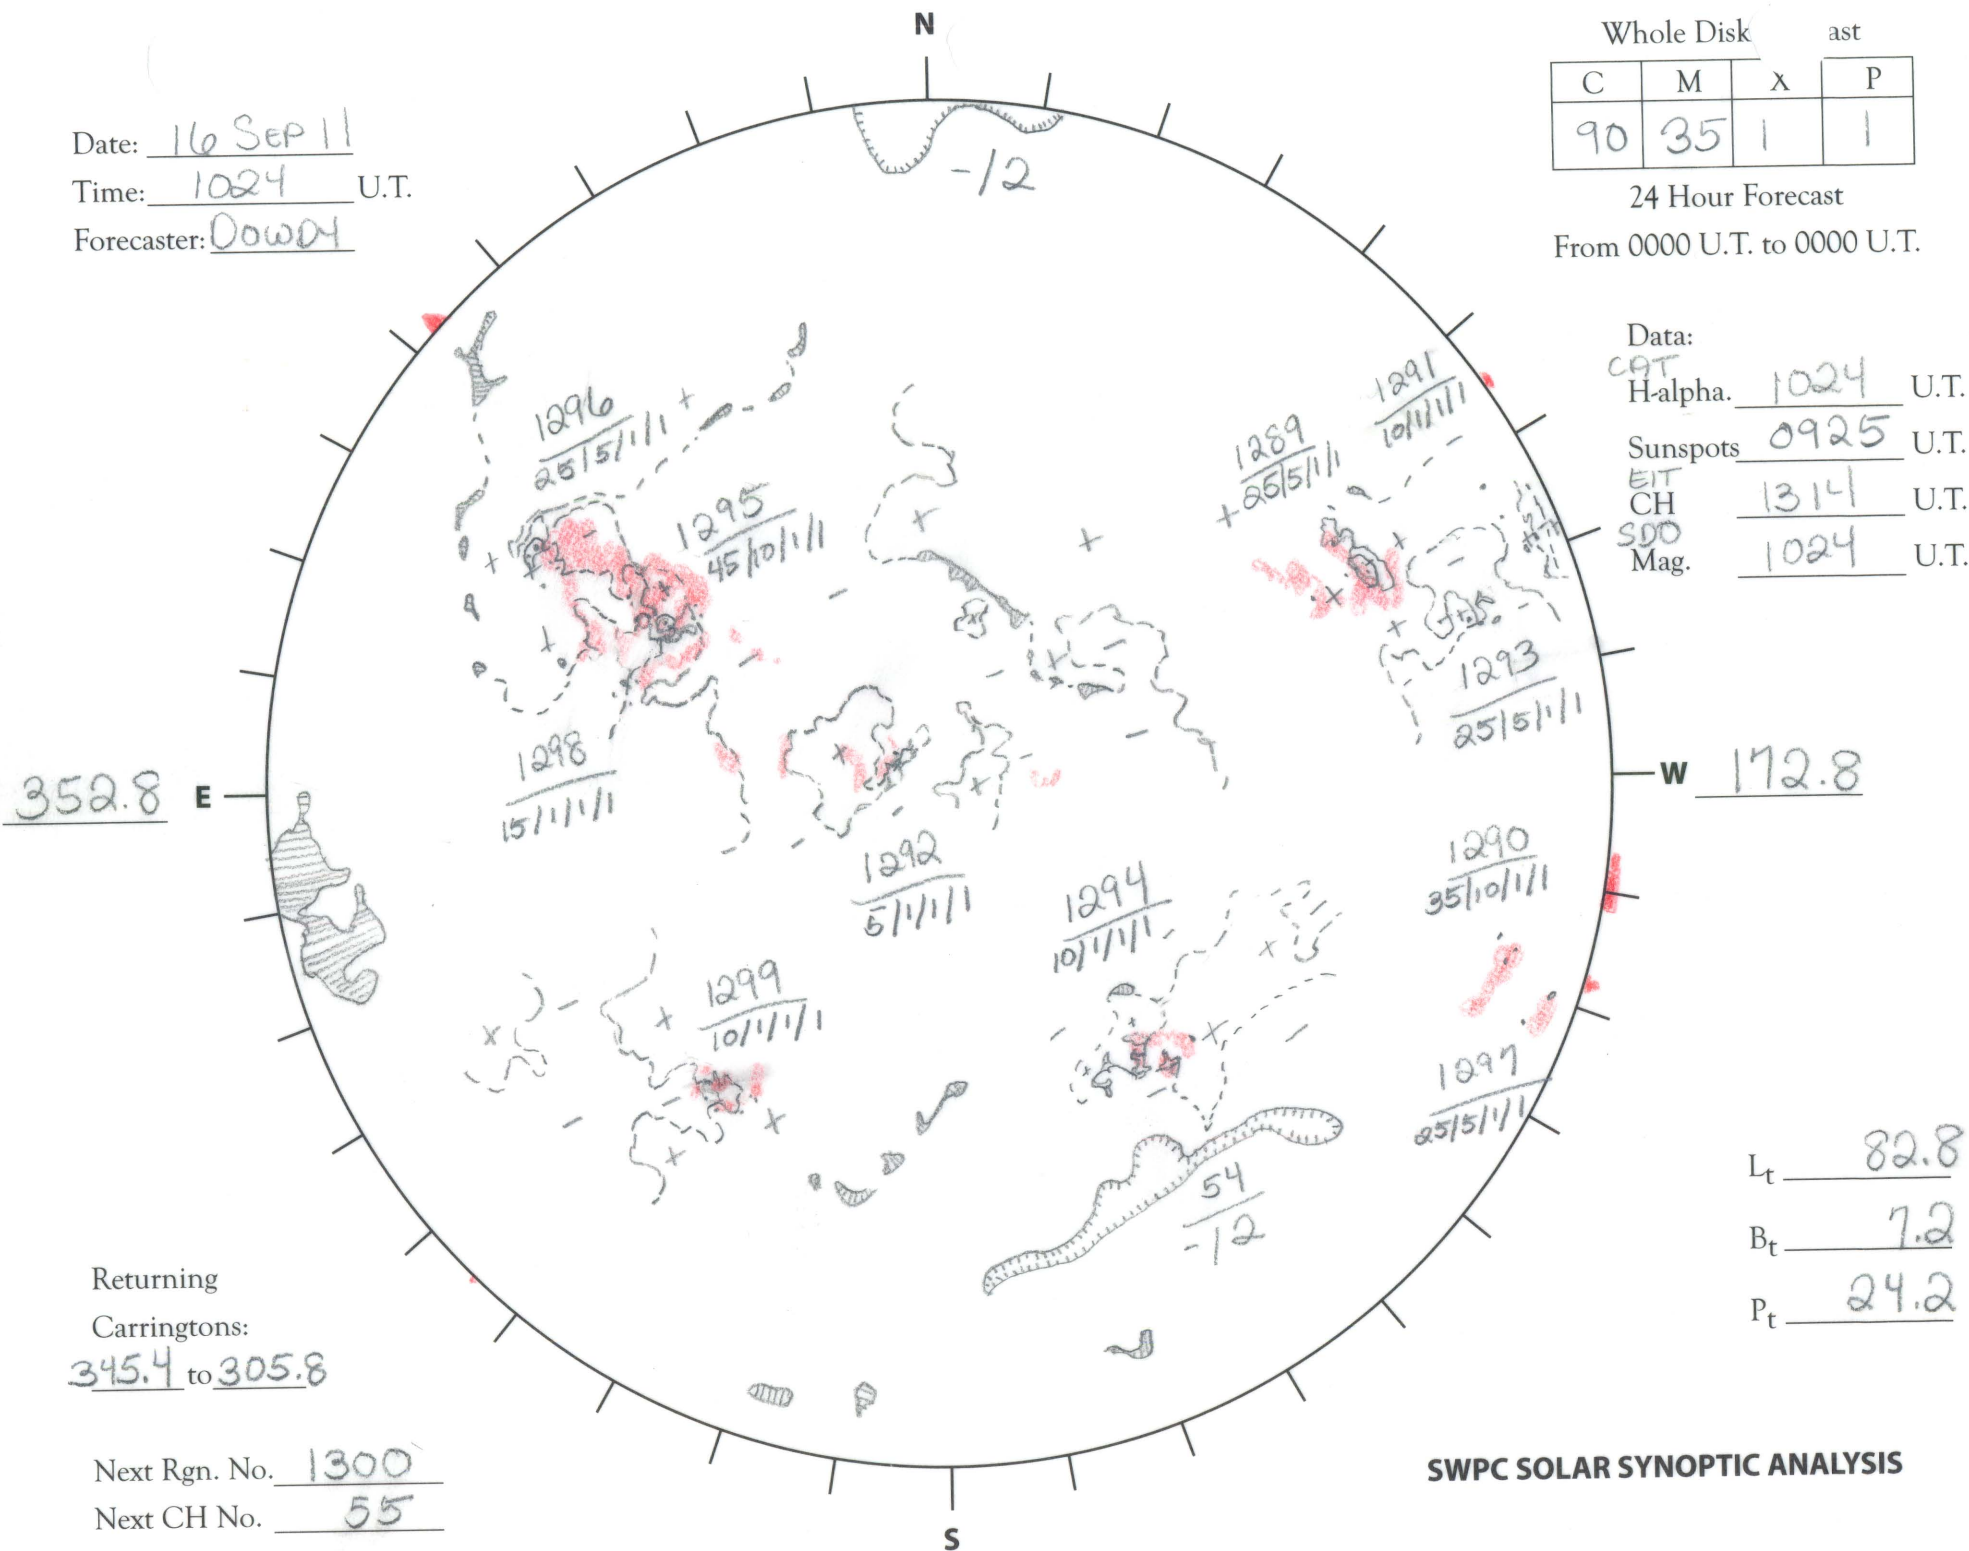 N
Whole Disk ast
C M X P
90 35 1 1
24 Hour Forecast
From 0000 U.T. to 0000 U.T.
Date: 16 SEP 11
Time: 1024 U.T.
Forecaster: DOWDY
-12
Data:
CAT
H-alpha. 1024 U.T.
Sunspots 0925 U.T.
EIT
CH 1314 U.T.
SDO
Mag. 1024 U.T.
1291
10/1/1/1
1296
25/5/1/1
1289
25/5/1/1
1295
45/10/1/1
1293
25/5/1/1
1298
15/1/1/1
352.8 E
W 172.8
1292
5/1/1/1
1290
35/10/1/1
1294
10/1/1/1
1299
10/1/1/1
1297
25/5/1/1
54
-12
Lt 82.8
Bt 7.2
Pt 24.2
Returning
Carringtons:
345.4 to 305.8
Next Rgn. No. 1300
Next CH No. 55
SWPC SOLAR SYNOPTIC ANALYSIS
S